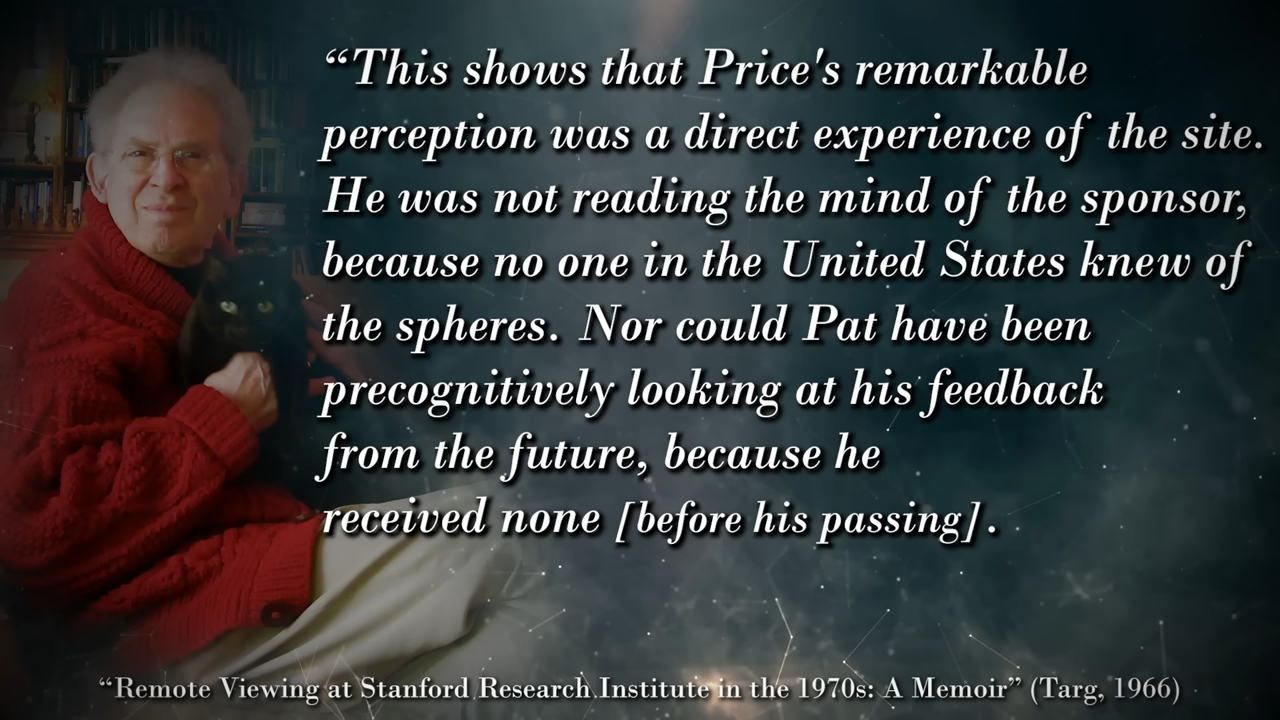 “This shows that Price's remarkable
perception was a direct experience of the site.
He was not reading the mind of the sponsor,
because no one in the United States knew of
the spheres. Nor could Pat have been
precognitively looking at his feedback
from the future, because he
received none [before his passing].
“Remote Viewing at Stanford Research Institute in the 1970s: A Memoir” (Targ, 1966)